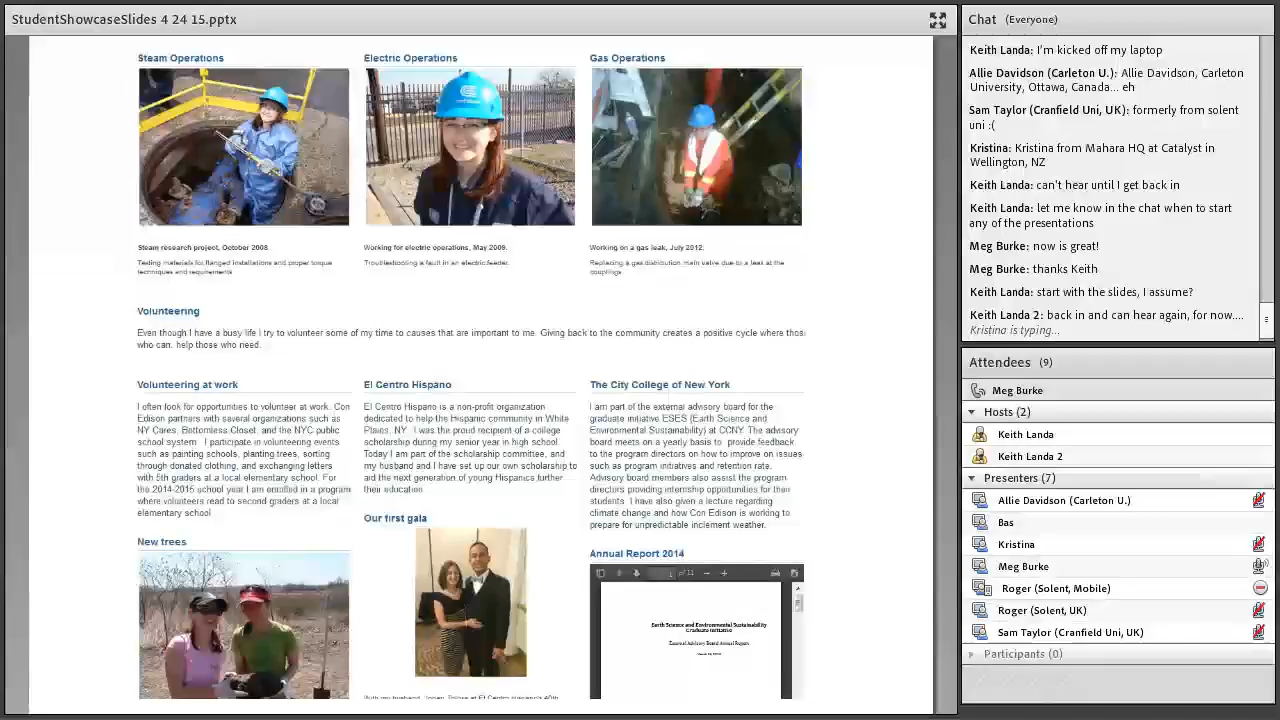 StudentShowcaseSlides 4 24 15.pptx
Steam Operations
Electric Operations
Gas Operations
Steam research project, October 2008
Testing materials for flanged installations and proper torque
techniques and requirements
Working for electric operations, May 2009.
Troubleshooting a fault in an electric feeder.
Working on a gas leak, July 2012.
Replacing a gas distribution main valve due to a leak at the
couplings
Volunteering
Even though I have a busy life I try to volunteer some of my time to causes that are important to me. Giving back to the community creates a positive cycle where those
who can, help those who need.
Volunteering at work
I often look for opportunities to volunteer at work. Con
Edison partners with several organizations such as
NY Cares, Bottomless Closet, and the NYC public
school system. I participate in volunteering events
such as painting schools, planting trees, sorting
through donated clothing, and exchanging letters
with 5th graders at a local elementary school. For
the 2014-2015 school year I am enrolled in a program
where volunteers read to second graders at a local
elementary school
New trees
El Centro Hispano
El Centro Hispano is a non-profit organization
dedicated to help the Hispanic community in White
Plains, NY. I was the proud recipient of a college
scholarship during my senior year in high school.
Today I am part of the scholarship committee, and
my husband and I have set up our own scholarship to
aid the next generation of young Hispanics further
their education.
Our first gala
The City College of New York
I am part of the external advisory board for the
graduate initiative ESES (Earth Science and
Environmental Sustainability) at CCNY. The advisory
board meets on a yearly basis to provide feedback
to the program directors on how to improve on issues
such as program initiatives and retention rate.
Advisory board members also assist the program
directors providing internship opportunities for their
students. I have also given a lecture regarding
climate change and how Con Edison is working to
prepare for unpredictable inclement weather.
Annual Report 2014
1 of 11
Earth Science and Environmental Sustainability
Graduate Initiative
External Advisory Board Annual Report
Chat (Everyone)
Keith Landa: I'm kicked off my laptop
Allie Davidson (Carleton U.): Allie Davidson, Carleton
University, Ottawa, Canada... eh
Sam Taylor (Cranfield Uni, UK): formerly from solent
uni :(
Kristina: Kristina from Mahara HQ at Catalyst in
Wellington, NZ
Keith Landa: can't hear until I get back in
Keith Landa: let me know in the chat when to start
any of the presentations
Meg Burke: now is great!
Meg Burke: this is Keith
Keith Landa: start with the slides, I assume?
Keith Landa 2: back in and can hear again, for now....
Kristina is typing...
Attendees (9)
Meg Burke
Hosts (2)
Keith Landa
Keith Landa 2
Presenters (7)
Allie Davidson (Carleton U.)
Bas
Kristina
Meg Burke
Roger (Solent, Mobile)
Roger (Solent, UK)
Sam Taylor (Cranfield Uni, UK)
Participants (0)